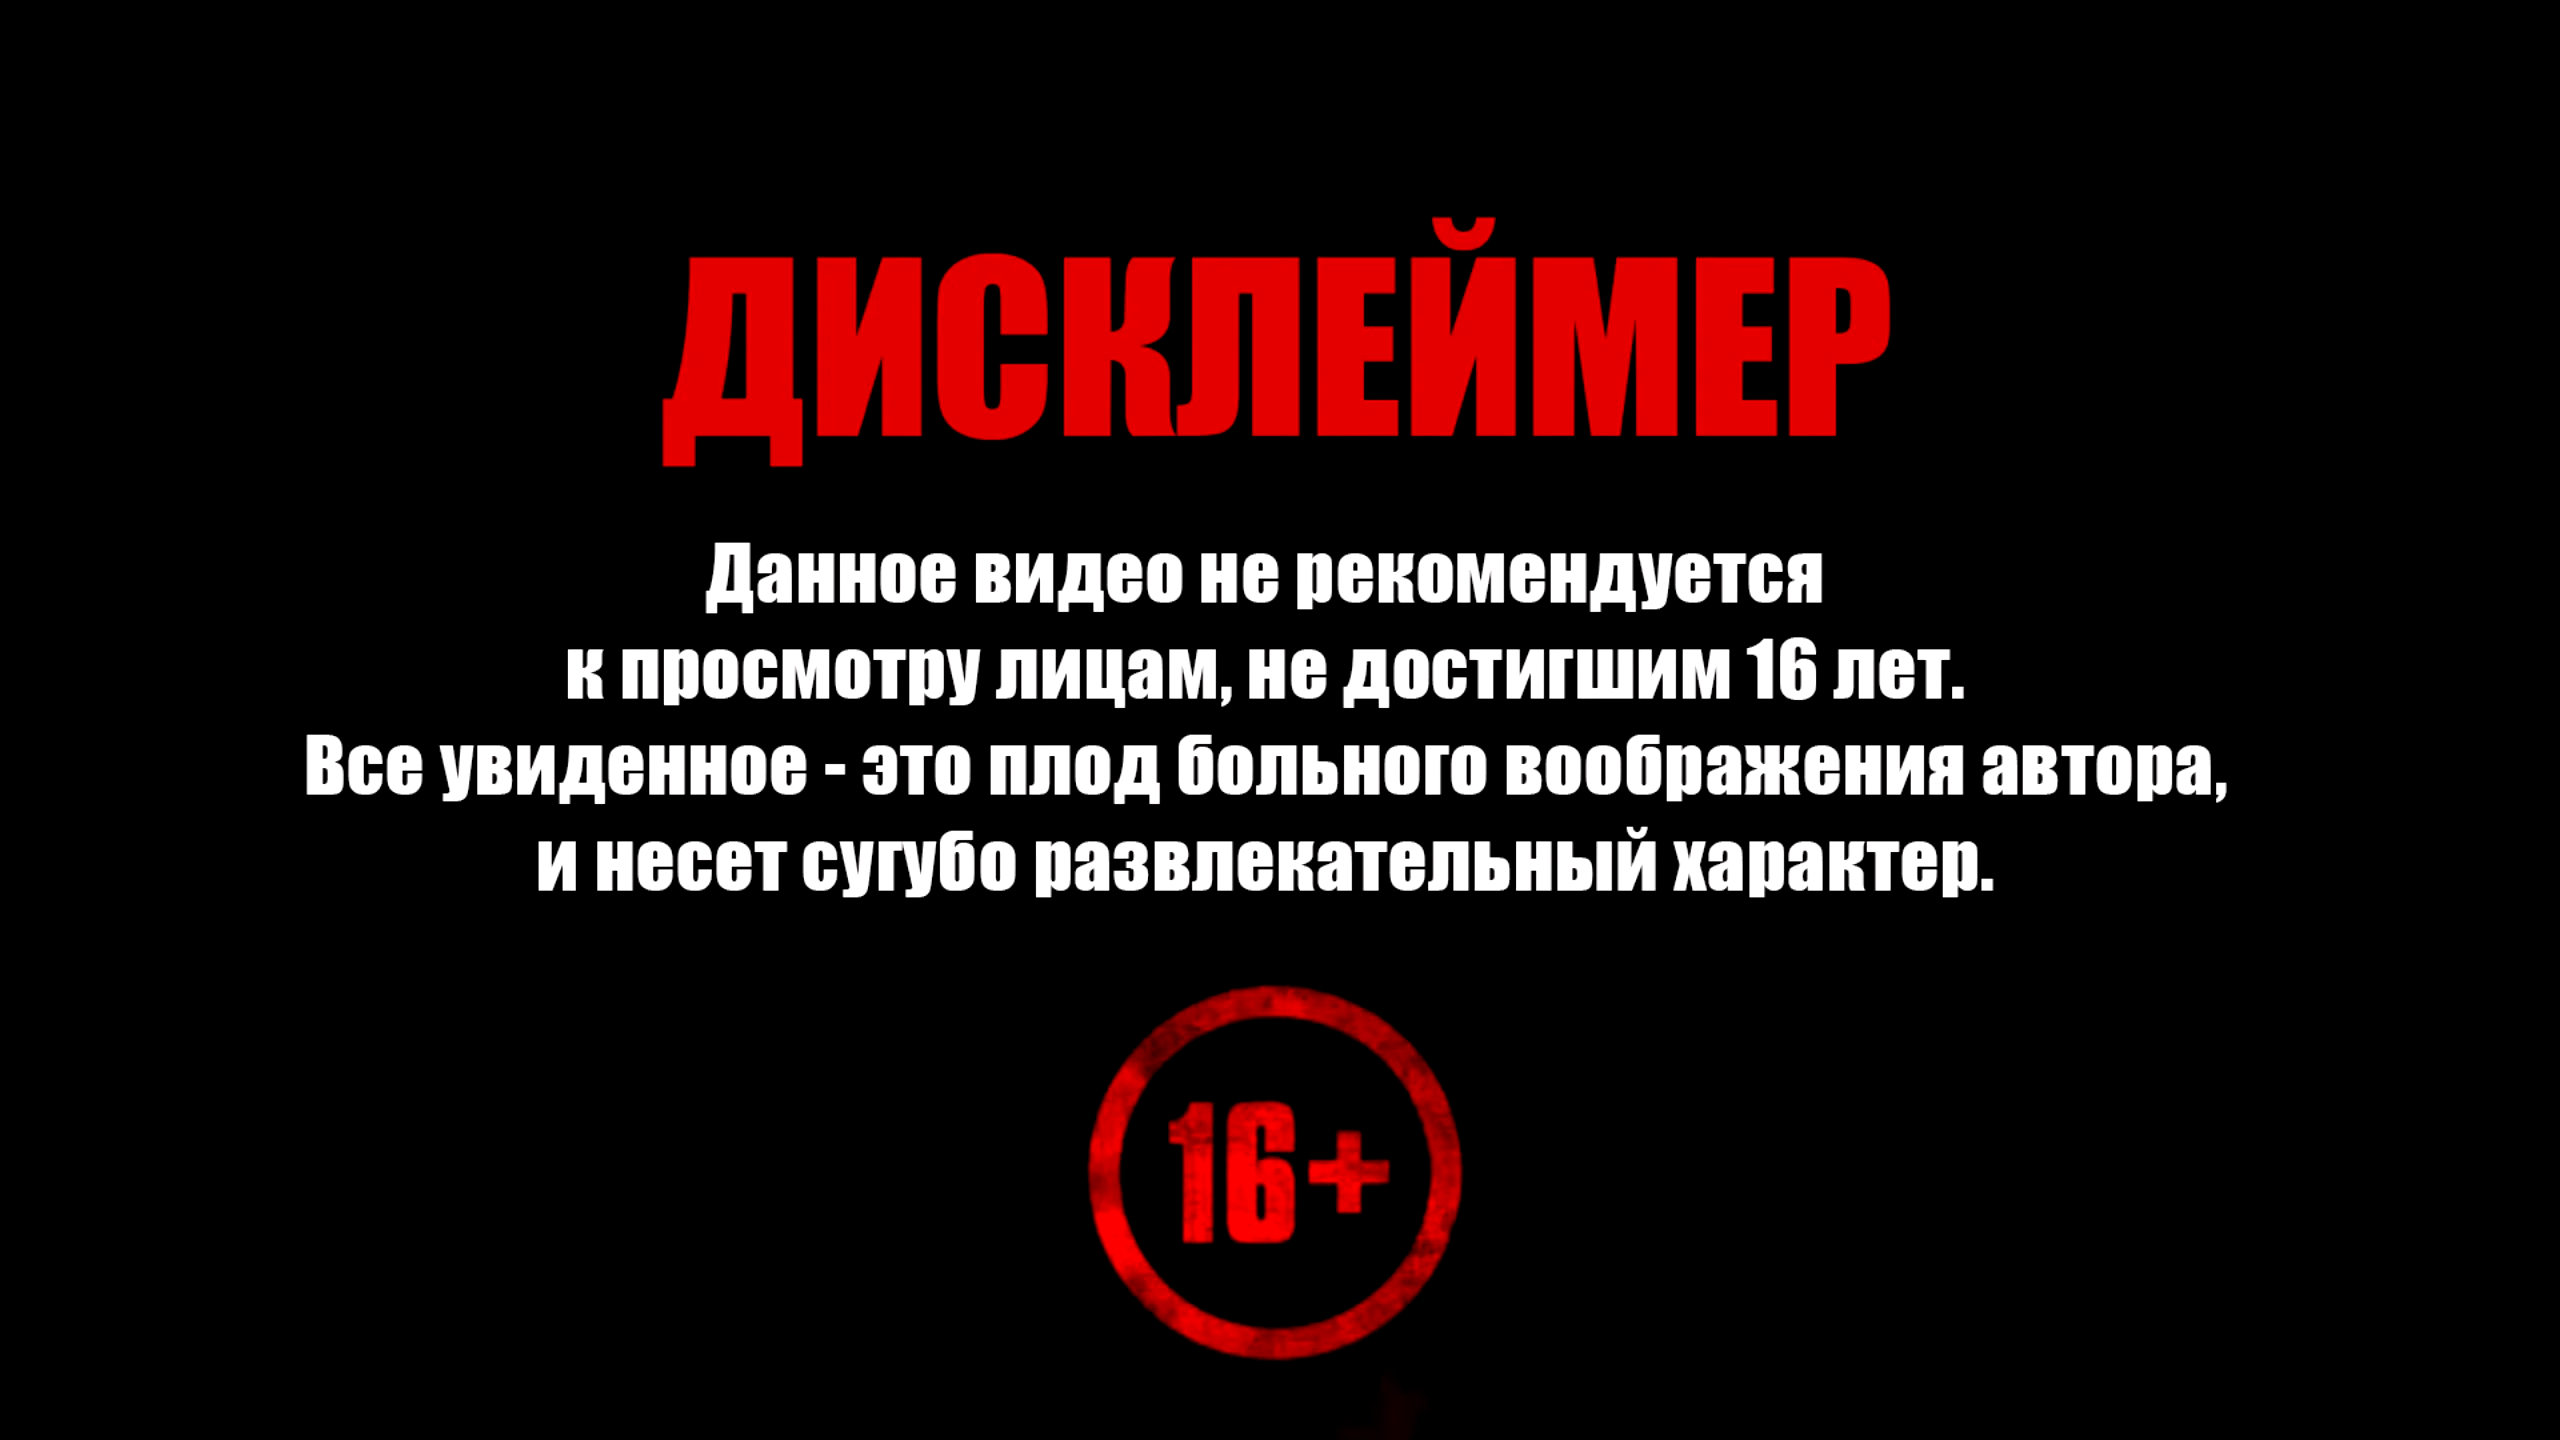 ДИСКЛЕЙМЕР
Данное видео не рекомендуется
к просмотру лицам, не достигшим 16 лет.
Все увиденное - это плод больного воображения автора,
и несет сугубо развлекательный характер.
16+